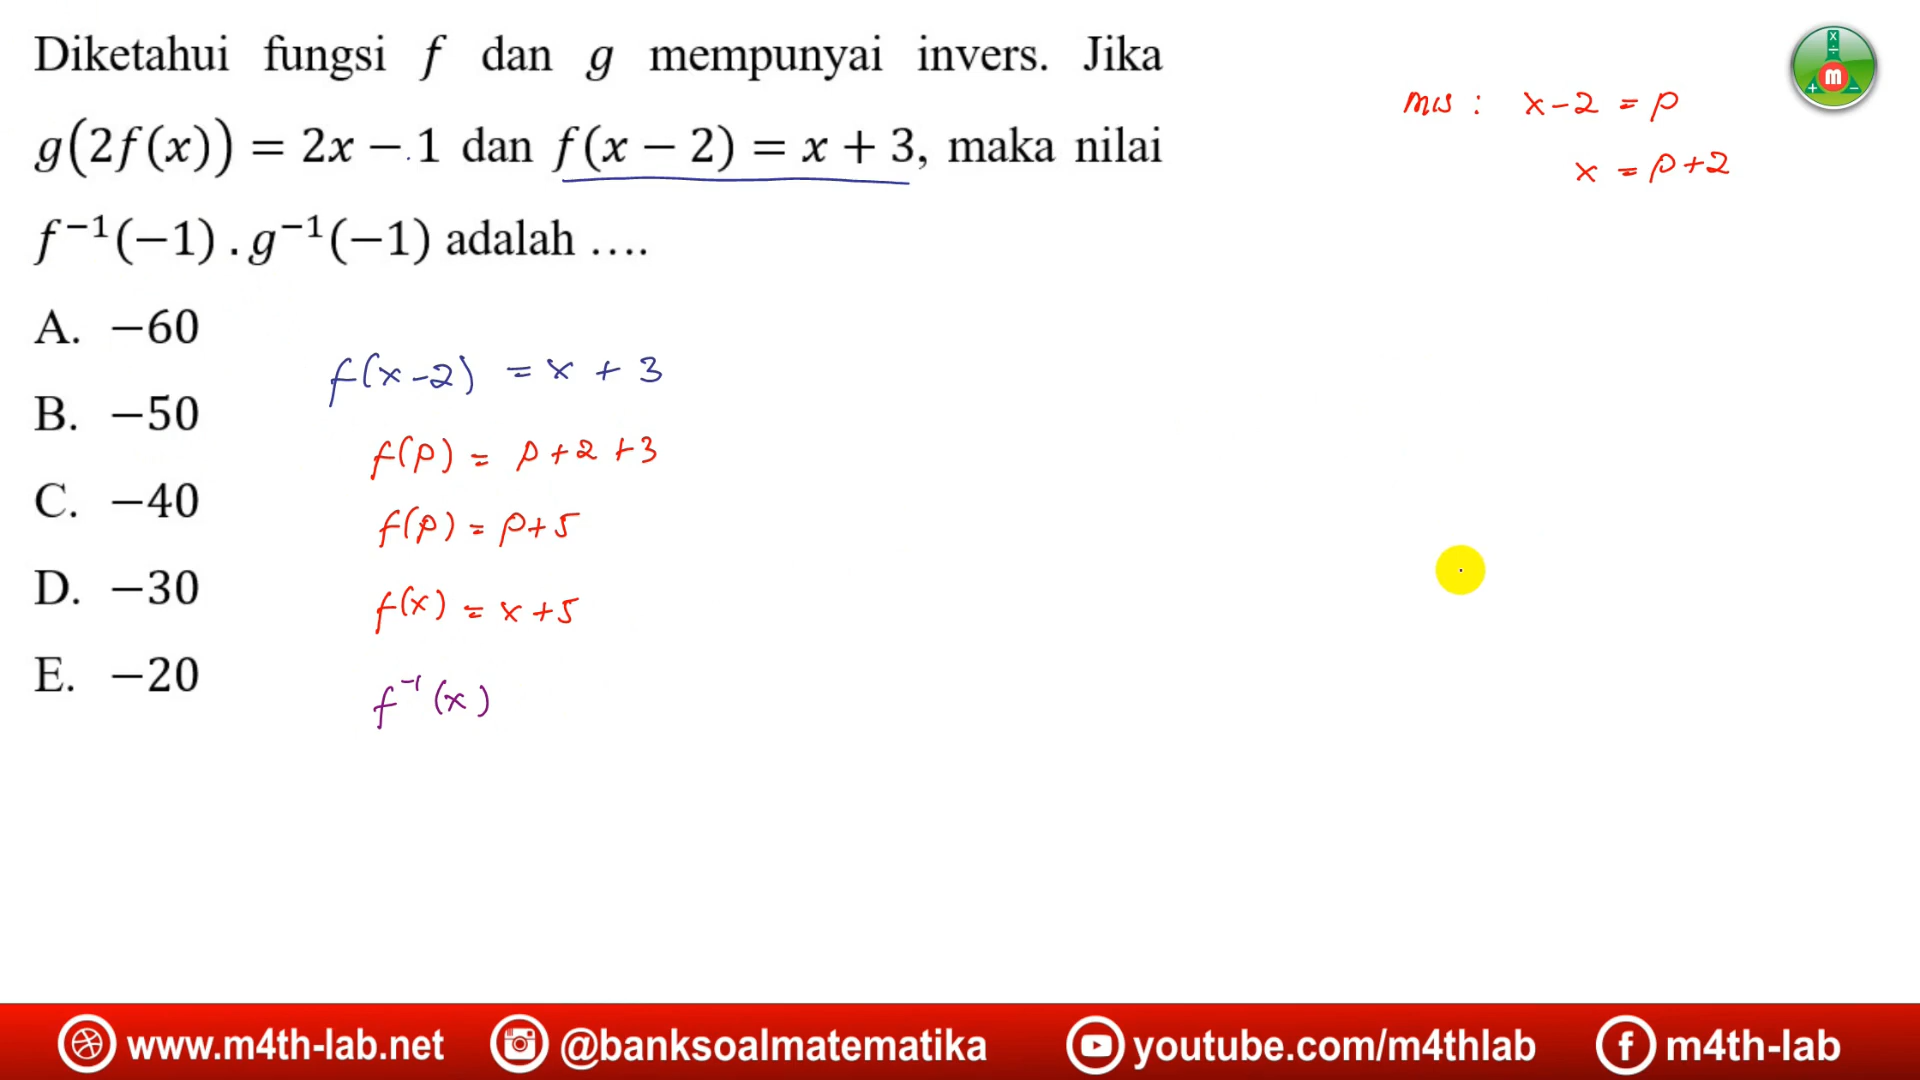 Diketahui fungsi f dan g mempunyai invers. Jika
g(2f(x)) = 2x − 1 dan f(x − 2) = x + 3, maka nilai
f⁻¹(−1) . g⁻¹(−1) adalah ....
A. −60
B. −50
C. −40
D. −30
E. −20
mis : x − 2 = p
x = p + 2
f(x − 2) = x + 3
f(p) = p + 2 + 3
f(p) = p + 5
f(x) = x + 5
f⁻¹(x)
x ÷ m + −
www.m4th-lab.net @banksoalmatematika youtube.com/m4thlab f m4th-lab